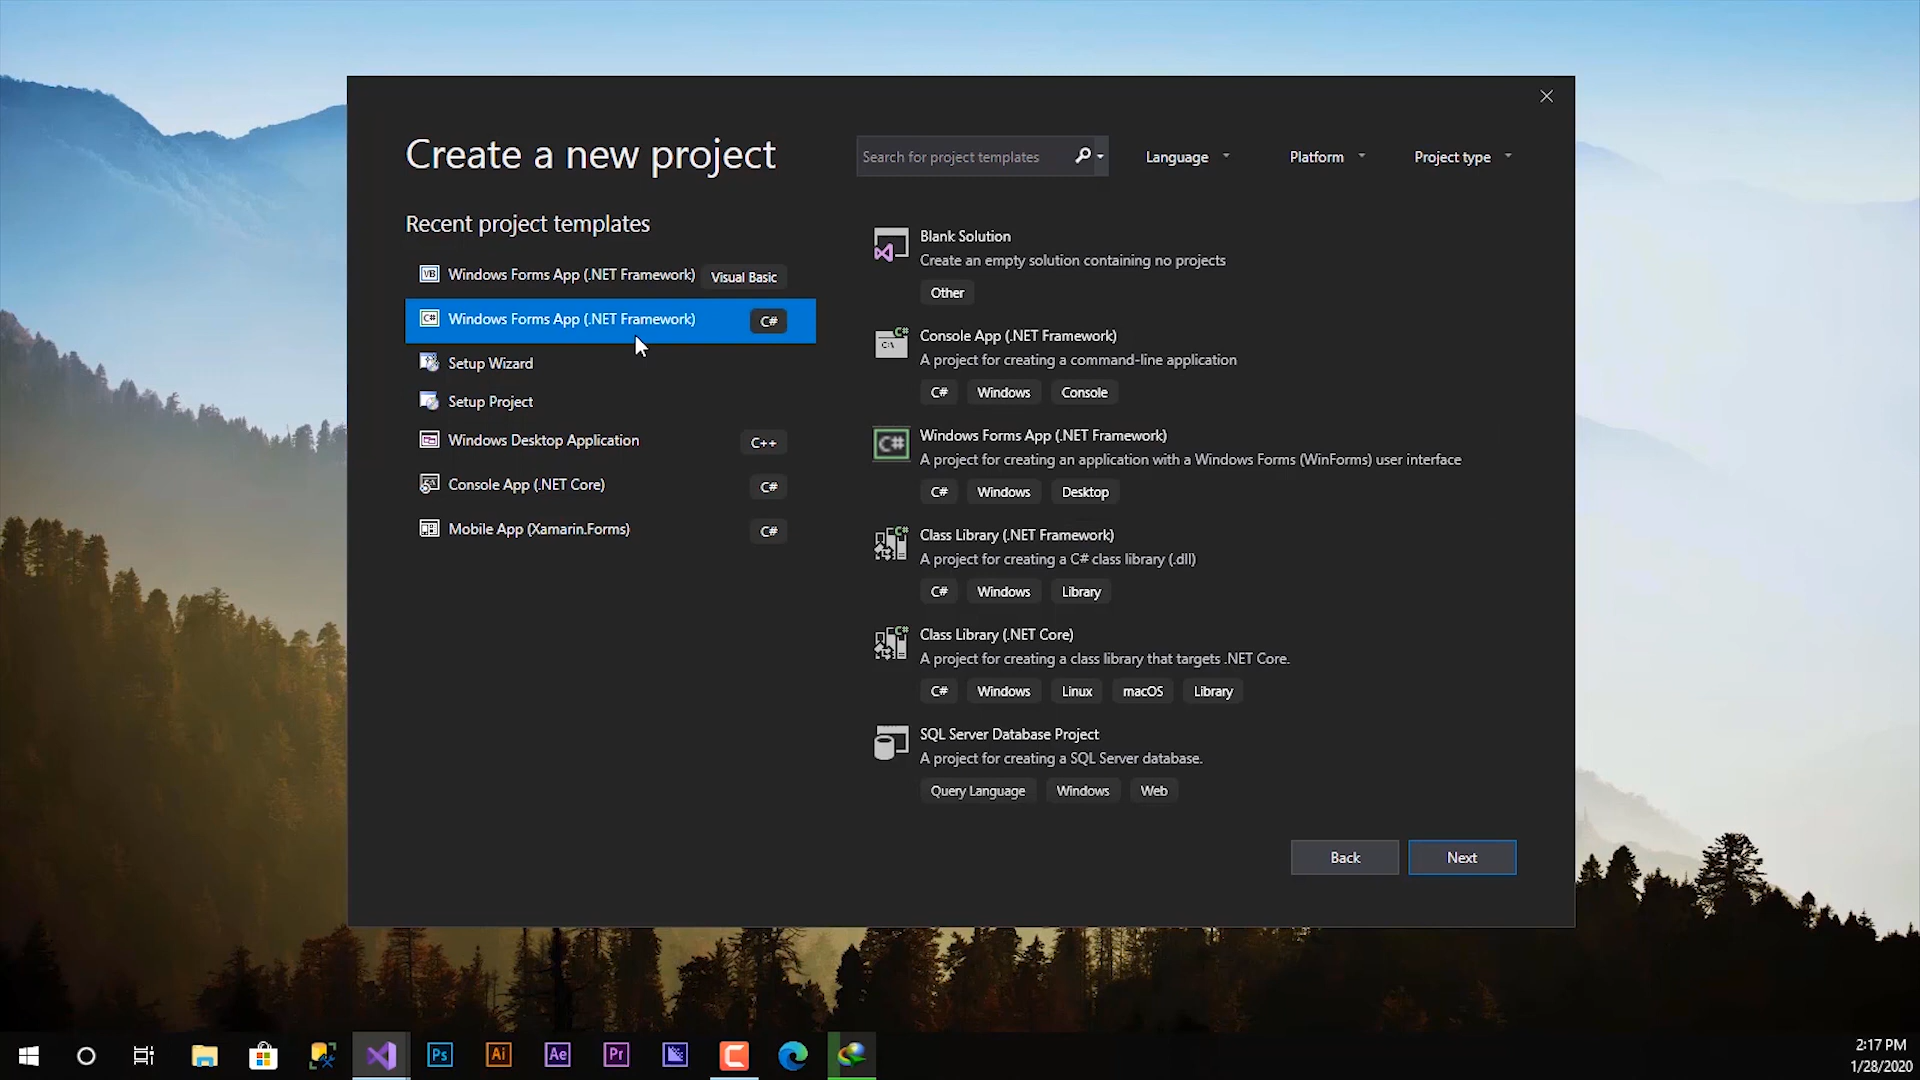 Create a new project
Search for project templates
Language
Platform
Project type
Recent project templates
VB Windows Forms App (.NET Framework) Visual Basic
C# Windows Forms App (.NET Framework) C#
Setup Wizard
Setup Project
Windows Desktop Application C++
Console App (.NET Core) C#
Mobile App (Xamarin.Forms) C#
Blank Solution
Create an empty solution containing no projects
Other
Console App (.NET Framework)
A project for creating a command-line application
C# Windows Console
C# Windows Forms App (.NET Framework)
A project for creating an application with a Windows Forms (WinForms) user interface
C# Windows Desktop
Class Library (.NET Framework)
A project for creating a C# class library (.dll)
C# Windows Library
Class Library (.NET Core)
A project for creating a class library that targets .NET Core.
C# Windows Linux macOS Library
SQL Server Database Project
A project for creating a SQL Server database.
Query Language Windows Web
Back
Next
Ps Ai Ae Pr
2:17 PM
1/28/2020